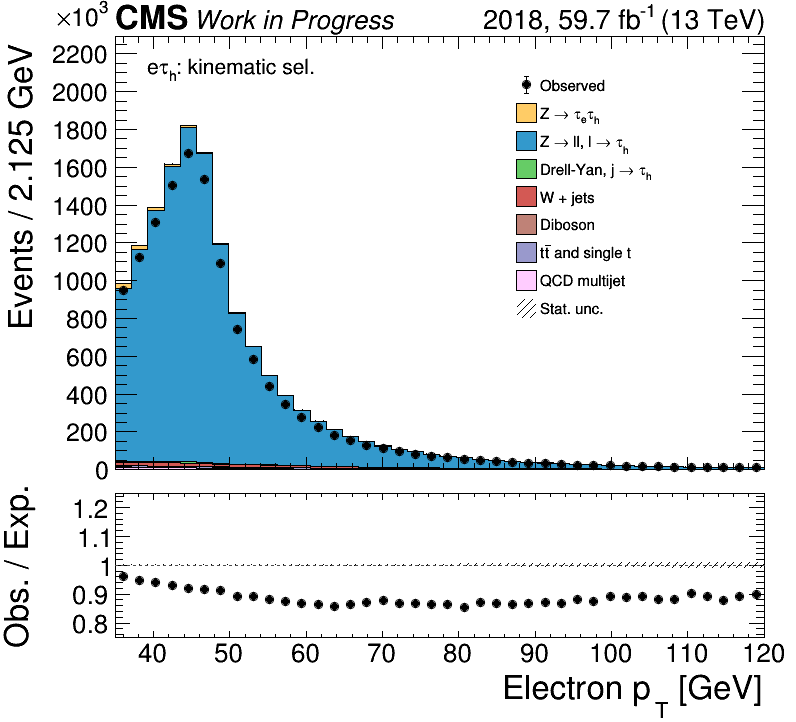 ×10³ CMS Work in Progress 2018, 59.7 fb⁻¹ (13 TeV)
eτh: kinematic sel.
Observed
Z → τeτh
Z → ll, l → τh
Drell-Yan, j → τh
W + jets
Diboson
tt̄ and single t
QCD multijet
Stat. unc.
Events / 2.125 GeV
2200
2000
1800
1600
1400
1200
1000
800
600
400
200
0
Obs. / Exp.
1.2
1.1
1
0.9
0.8
40 50 60 70 80 90 100 110 120
Electron pT [GeV]